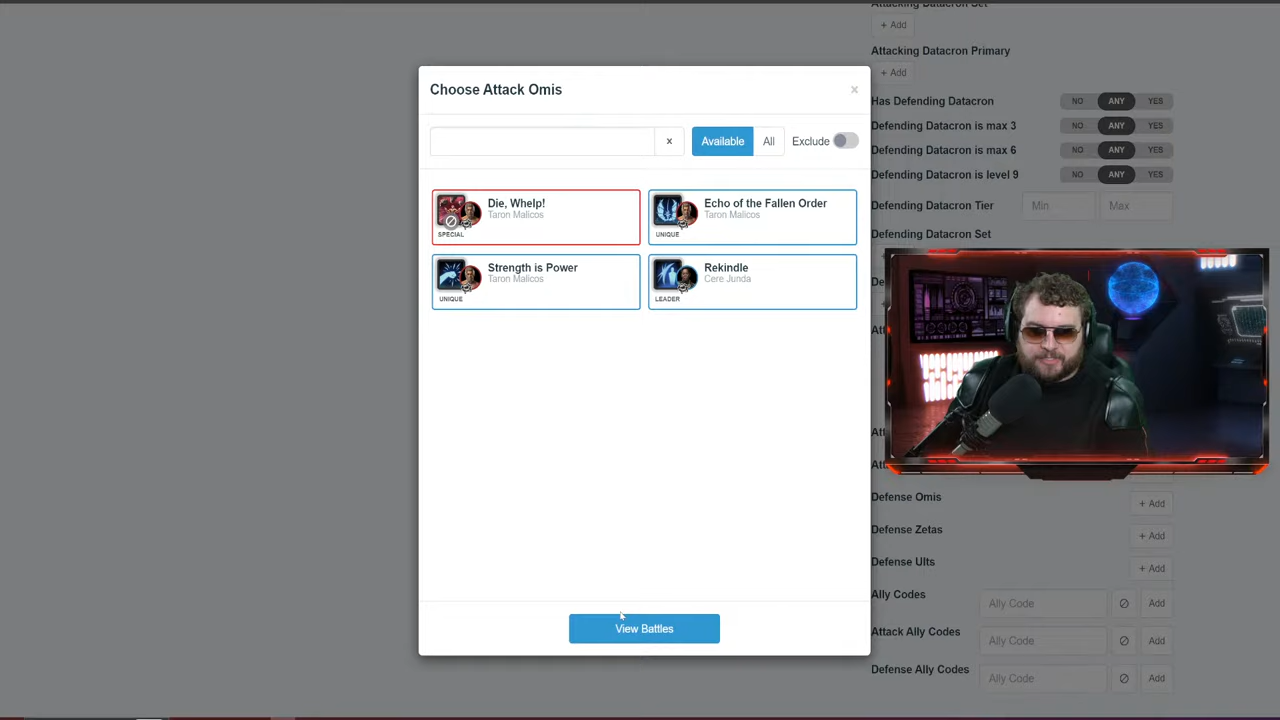 Attacking Datacron Set
+ Add
Attacking Datacron Primary
+ Add
Has Defending Datacron NO ANY YES
Defending Datacron is max 3 NO ANY YES
Defending Datacron is max 6 NO ANY YES
Defending Datacron is level 9 NO ANY YES
Defending Datacron Tier Min Max
Defending Datacron Set
Choose Attack Omis ×
x Available All Exclude
Die, Whelp!
Taron Malicos
SPECIAL
Echo of the Fallen Order
Taron Malicos
UNIQUE
Strength is Power
Taron Malicos
UNIQUE
Rekindle
Cere Junda
LEADER
View Battles
Defense Omis + Add
Defense Zetas + Add
Defense Ults + Add
Ally Codes Ally Code Add
Attack Ally Codes Ally Code Add
Defense Ally Codes Ally Code Add